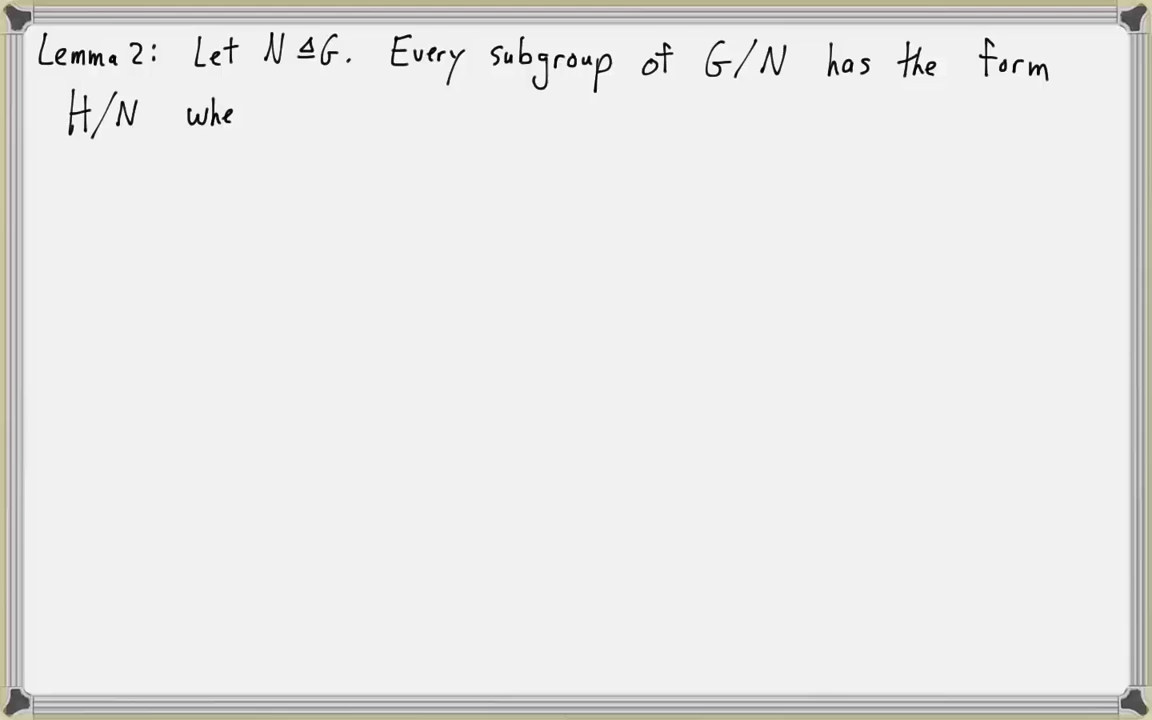 Lemma 2: Let N ⊴ G. Every subgroup of G/N has the form
H/N whe